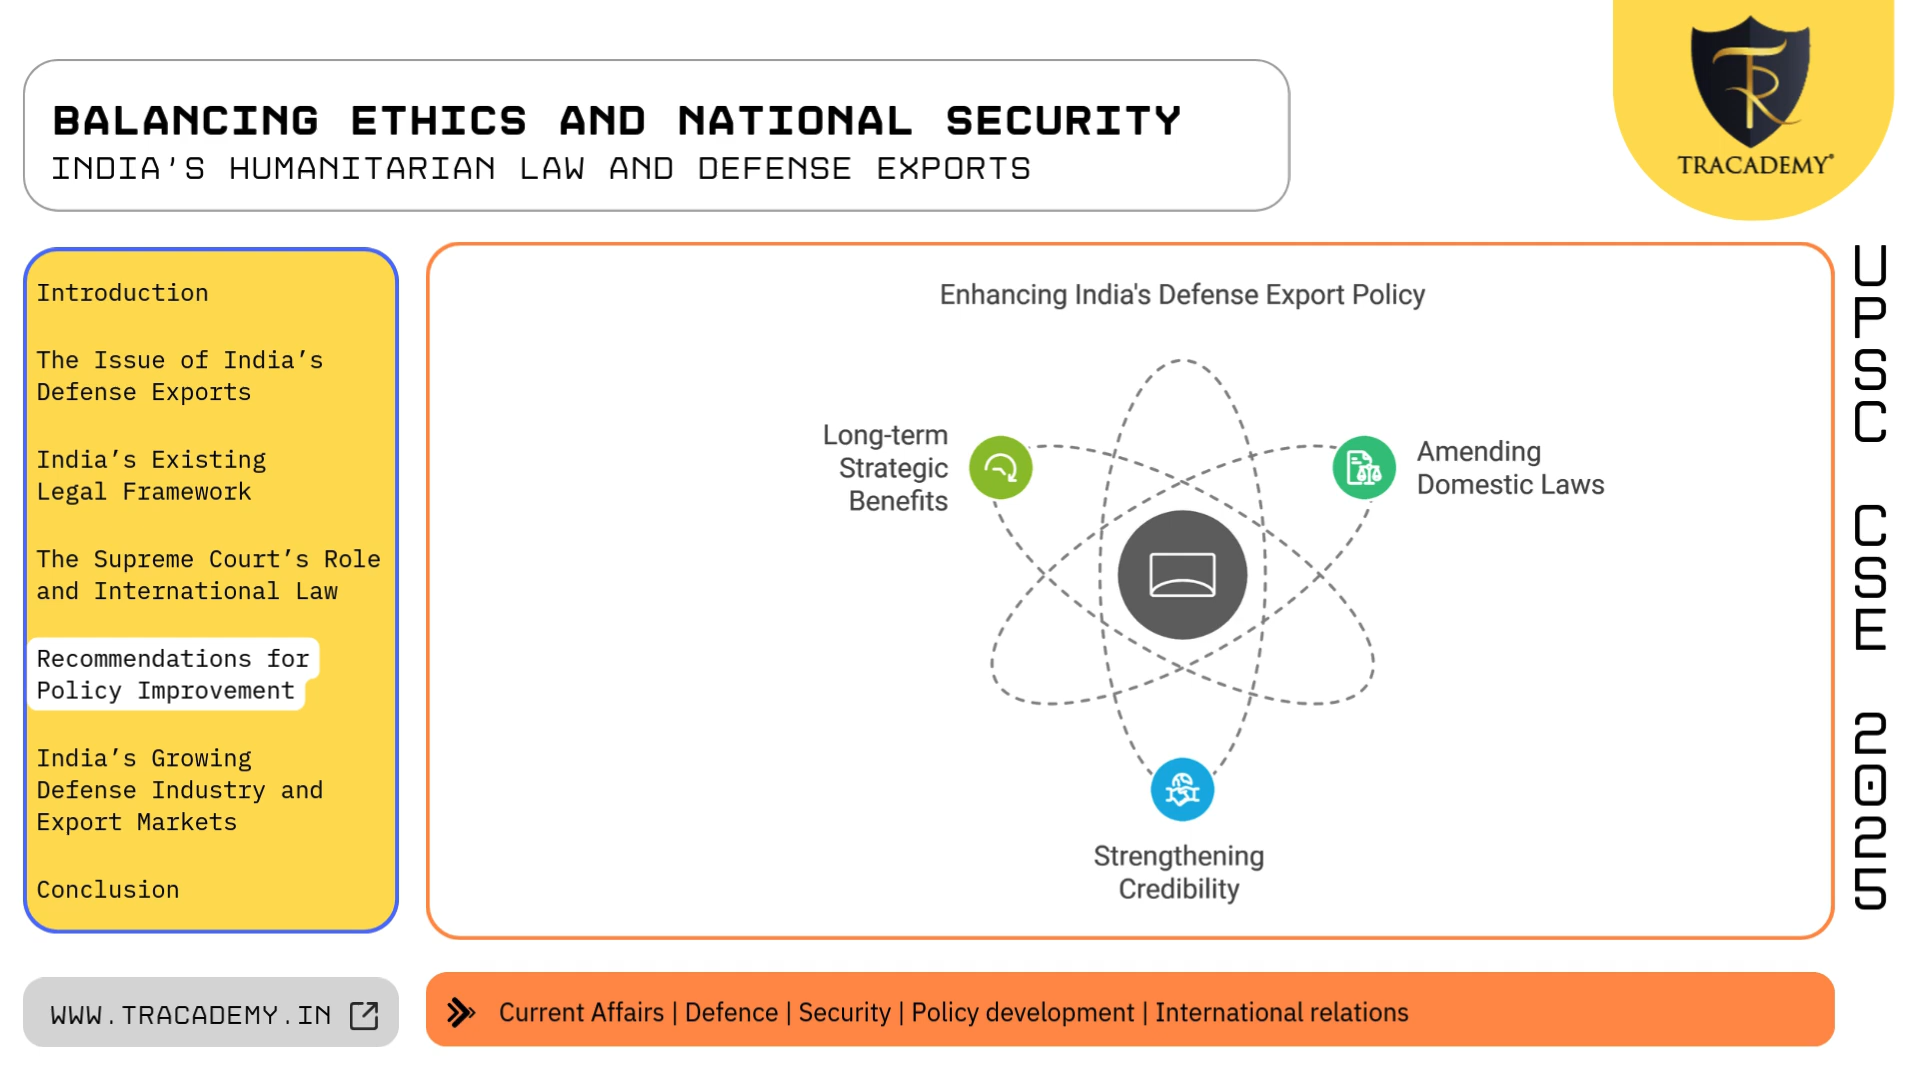 BALANCING ETHICS AND NATIONAL SECURITY
INDIA'S HUMANITARIAN LAW AND DEFENSE EXPORTS
TRACADEMY®
Introduction
The Issue of India's
Defense Exports
India's Existing
Legal Framework
The Supreme Court's Role
and International Law
Recommendations for
Policy Improvement
India's Growing
Defense Industry and
Export Markets
Conclusion
Enhancing India's Defense Export Policy
Long-term
Strategic
Benefits
Amending
Domestic Laws
Strengthening
Credibility
UPSC CSE 2025
WWW.TRACADEMY.IN
Current Affairs | Defence | Security | Policy development | International relations